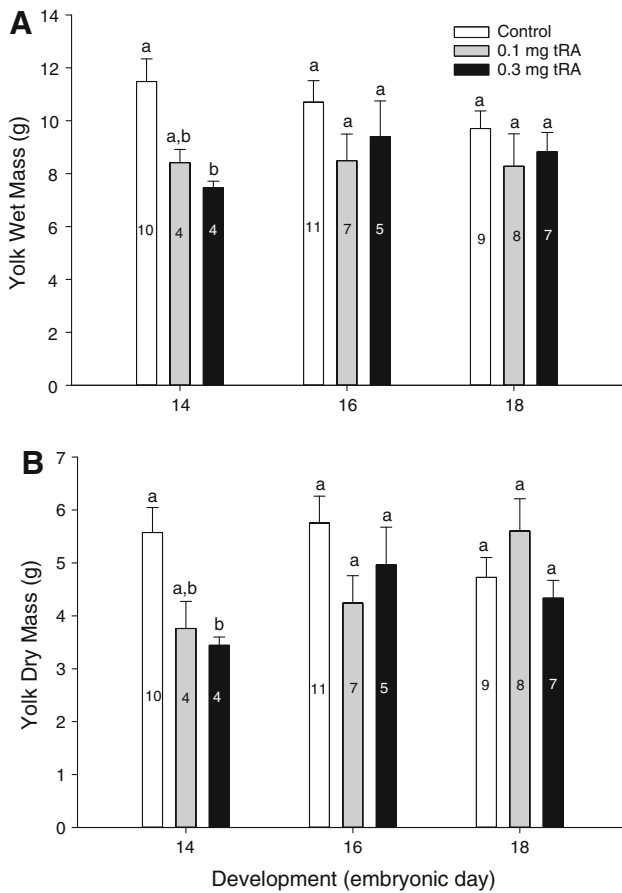 A
14
12
10
8
6
4
2
0
Yolk Wet Mass (g)
Control
0.1 mg tRA
0.3 mg tRA
a
a,b
b
a
a
a
a
a
a
10
4
4
11
7
5
9
8
7
14
16
18
B
7
6
5
4
3
2
1
0
Yolk Dry Mass (g)
a
a,b
b
a
a
a
a
a
a
10
4
4
11
7
5
9
8
7
14
16
18
Development (embryonic day)